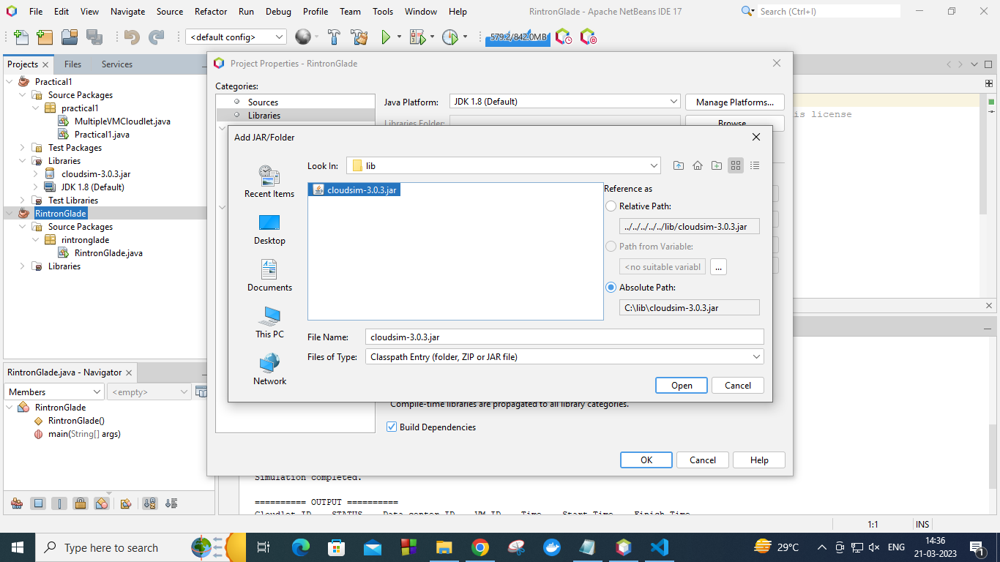 File Edit View Navigate Source Refactor Run Debug Profile Team Tools Window Help
RintronGlade - Apache NetBeans IDE 17
Search (Ctrl+I)
<default config>
579.2/842.0MB
Projects
Files
Services
Practical1
Source Packages
practical1
MultipleVMCloudlet.java
Practical1.java
Test Packages
Libraries
cloudsim-3.0.3.jar
JDK 1.8 (Default)
Test Libraries
RintronGlade
Source Packages
rintronglade
RintronGlade.java
Libraries
RintronGlade.java - Navigator
Members
<empty>
RintronGlade
RintronGlade()
main(String[] args)
Project Properties - RintronGlade
Categories:
Sources
Libraries
Java Platform:
JDK 1.8 (Default)
Manage Platforms...
Libraries Folder:
Browse...
is license
Add JAR/Folder
Look In:
lib
Recent Items
Desktop
Documents
This PC
Network
cloudsim-3.0.3.jar
Reference as
Relative Path:
../../../../../lib/cloudsim-3.0.3.jar
Path from Variable:
<no suitable variabl
...
Absolute Path:
C:\lib\cloudsim-3.0.3.jar
File Name:
cloudsim-3.0.3.jar
Files of Type:
Classpath Entry (folder, ZIP or JAR file)
Open
Cancel
Compile-time libraries are propagated to all library categories.
Build Dependencies
OK
Cancel
Help
Simulation completed.
========== OUTPUT ==========
Cloudlet ID STATUS Data center ID VM ID Time Start Time Finish Time
1:1
INS
Type here to search
29°C
ENG
14:36
21-03-2023
1